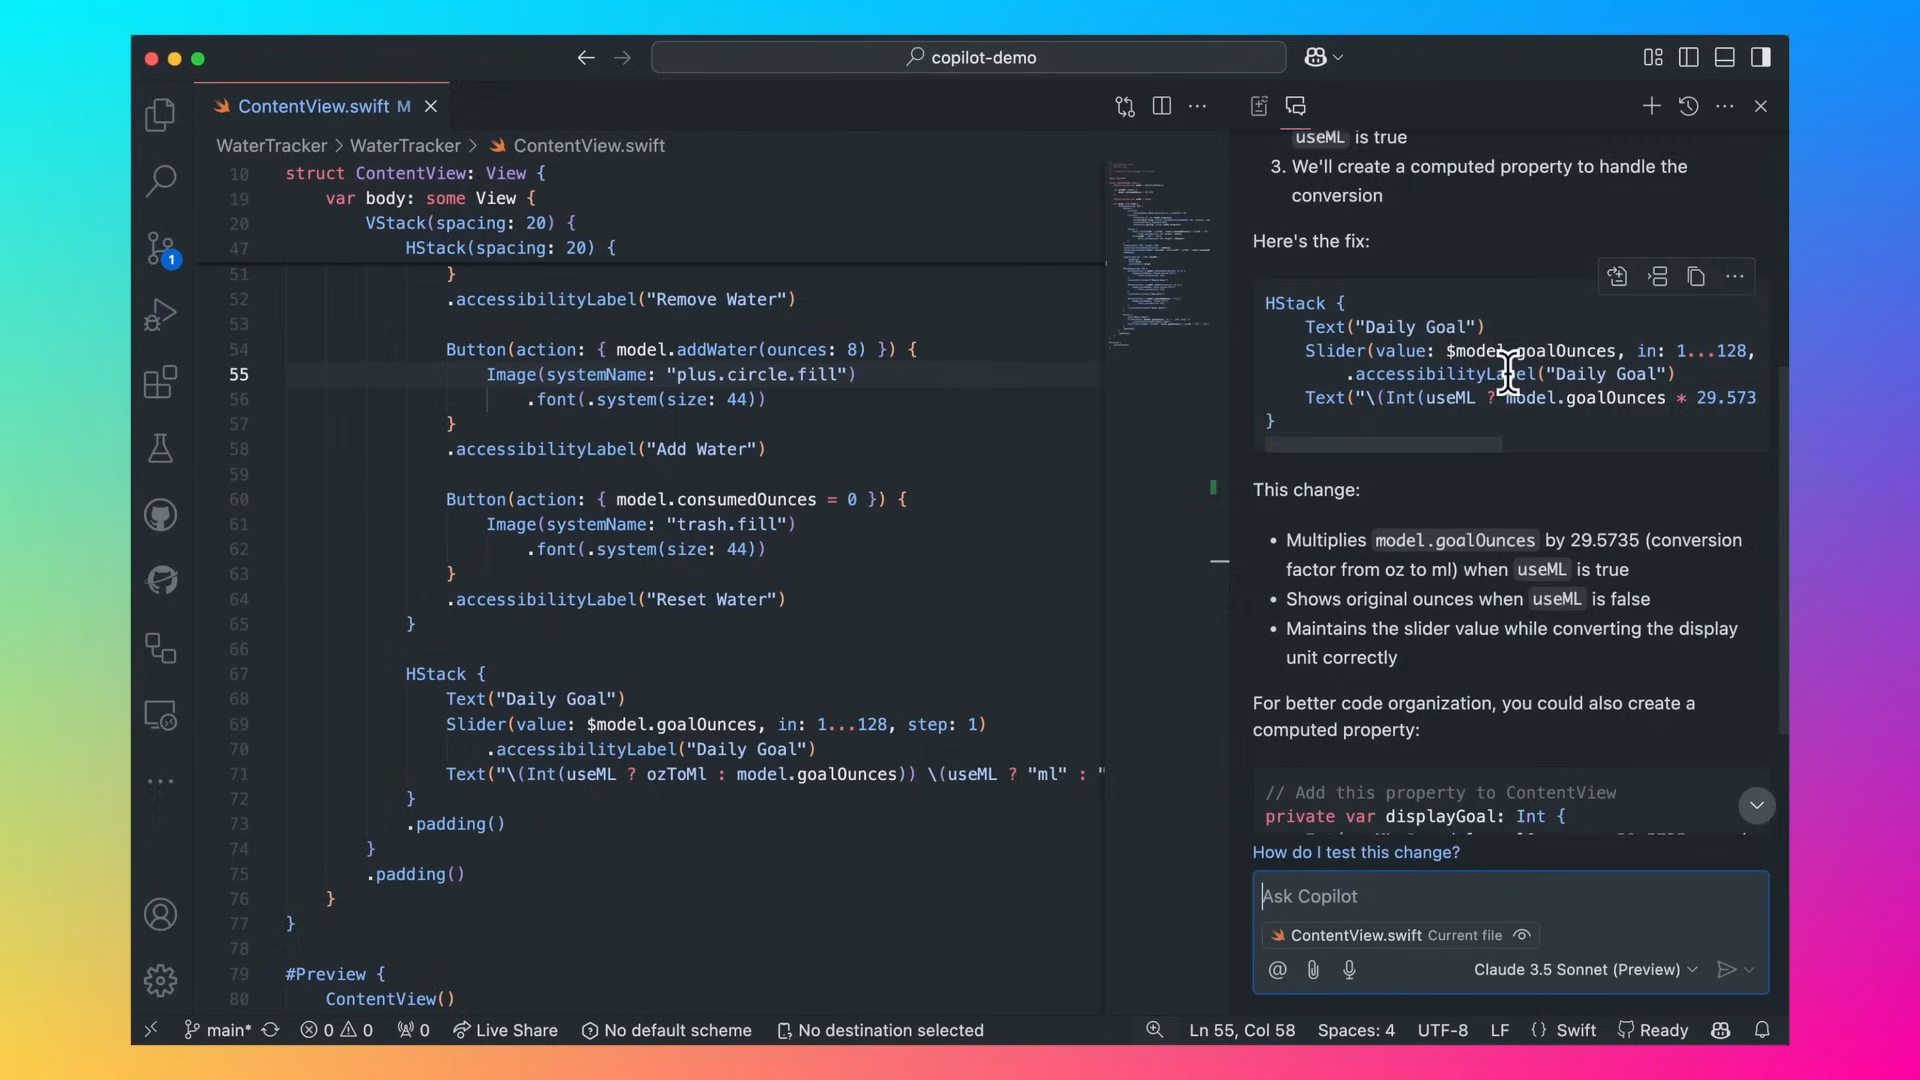 copilot-demo
ContentView.swift M
WaterTracker > WaterTracker > ContentView.swift
10 struct ContentView: View {
19 var body: some View {
20 VStack(spacing: 20) {
47 HStack(spacing: 20) {
51 }
52 .accessibilityLabel("Remove Water")
53
54 Button(action: { model.addWater(ounces: 8) }) {
55 Image(systemName: "plus.circle.fill")
56 .font(.system(size: 44))
57 }
58 .accessibilityLabel("Add Water")
59
60 Button(action: { model.consumedOunces = 0 }) {
61 Image(systemName: "trash.fill")
62 .font(.system(size: 44))
63 }
64 .accessibilityLabel("Reset Water")
65 }
66
67 HStack {
68 Text("Daily Goal")
69 Slider(value: $model.goalOunces, in: 1...128, step: 1)
70 .accessibilityLabel("Daily Goal")
71 Text("\(Int(useML ? ozToMl : model.goalOunces)) \(useML ? "ml" : "
72 }
73 .padding()
74 }
75 .padding()
76 }
77 }
78
79 #Preview {
80 ContentView()
useML is true
3. We'll create a computed property to handle the
conversion
Here's the fix:
HStack {
Text("Daily Goal")
Slider(value: $model.goalOunces, in: 1...128,
.accessibilityLabel("Daily Goal")
Text("\(Int(useML ? model.goalOunces * 29.573
}
This change:
• Multiplies model.goalOunces by 29.5735 (conversion
factor from oz to ml) when useML is true
• Shows original ounces when useML is false
• Maintains the slider value while converting the display
unit correctly
For better code organization, you could also create a
computed property:
// Add this property to ContentView
private var displayGoal: Int {
How do I test this change?
Ask Copilot
ContentView.swift Current file
Claude 3.5 Sonnet (Preview)
1
main* 0 0 0 Live Share No default scheme No destination selected Ln 55, Col 58 Spaces: 4 UTF-8 LF {} Swift Ready